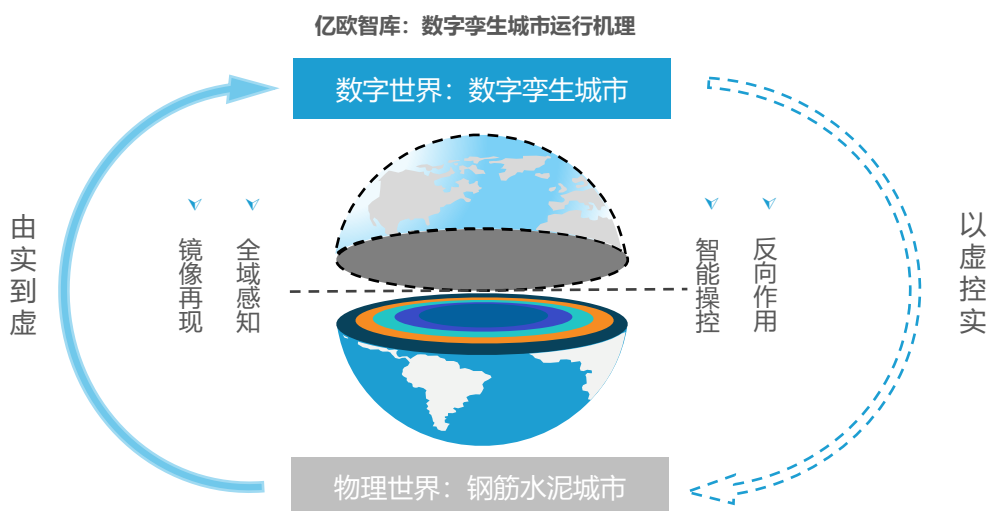 亿欧智库：数字孪生城市运行机理
数字世界：数字孪生城市
由实到虚
镜像再现
全域感知
智能操控
反向作用
以虚控实
物理世界：钢筋水泥城市